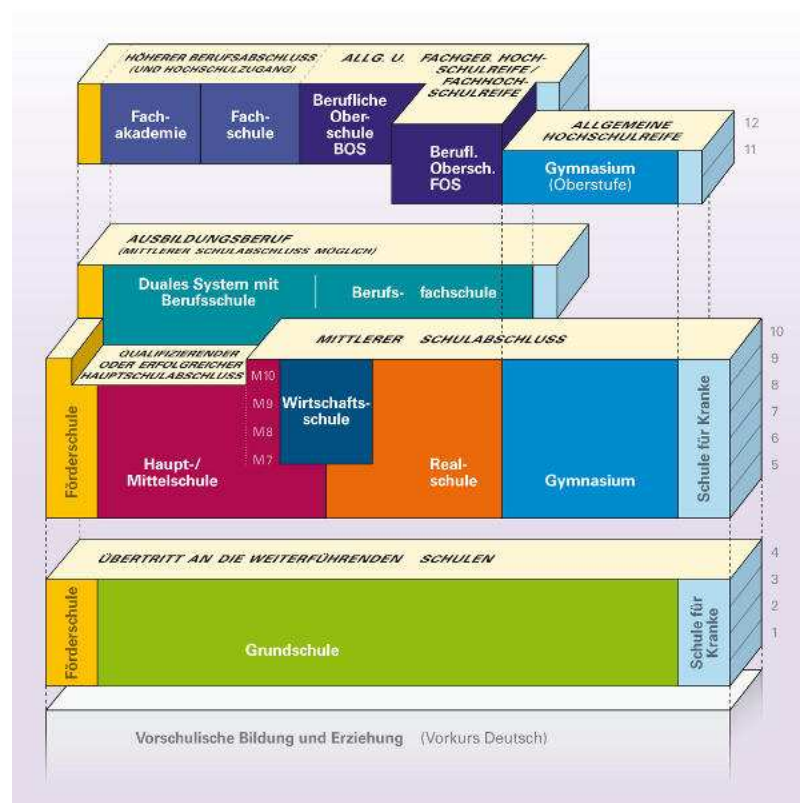 HÖHERER BERUFSABSCHLUSS
(UND HOCHSCHULZUGANG)
ALLG. U. FACHGEB. HOCH-
SCHULREIFE/
FACHHOCH-
SCHULREIFE
ALLGEMEINE
HOCHSCHULREIFE
12
11
Fach-
akademie
Fach-
schule
Berufliche
Ober-
schule
BOS
Berufl.
Obersch.
FOS
Gymnasium
(Oberstufe)
AUSBILDUNGSBERUF
(MITTLERER SCHULABSCHLUSS MÖGLICH)
Duales System mit
Berufsschule
Berufs- fachschule
MITTLERER SCHULABSCHLUSS
QUALIFIZIERENDER
ODER ERFOLGREICHER
HAUPTSCHULABSCHLUSS
10
9
8
7
6
5
Förderschule
Haupt-/
Mittelschule
M10
M9
M8
M7
Wirtschafts-
schule
Real-
schule
Gymnasium
Schule für Kranke
ÜBERTRITT AN DIE WEITERFÜHRENDEN SCHULEN
4
3
2
1
Förderschule
Grundschule
Schule für
Kranke
Vorschulische Bildung und Erziehung (Vorkurs Deutsch)